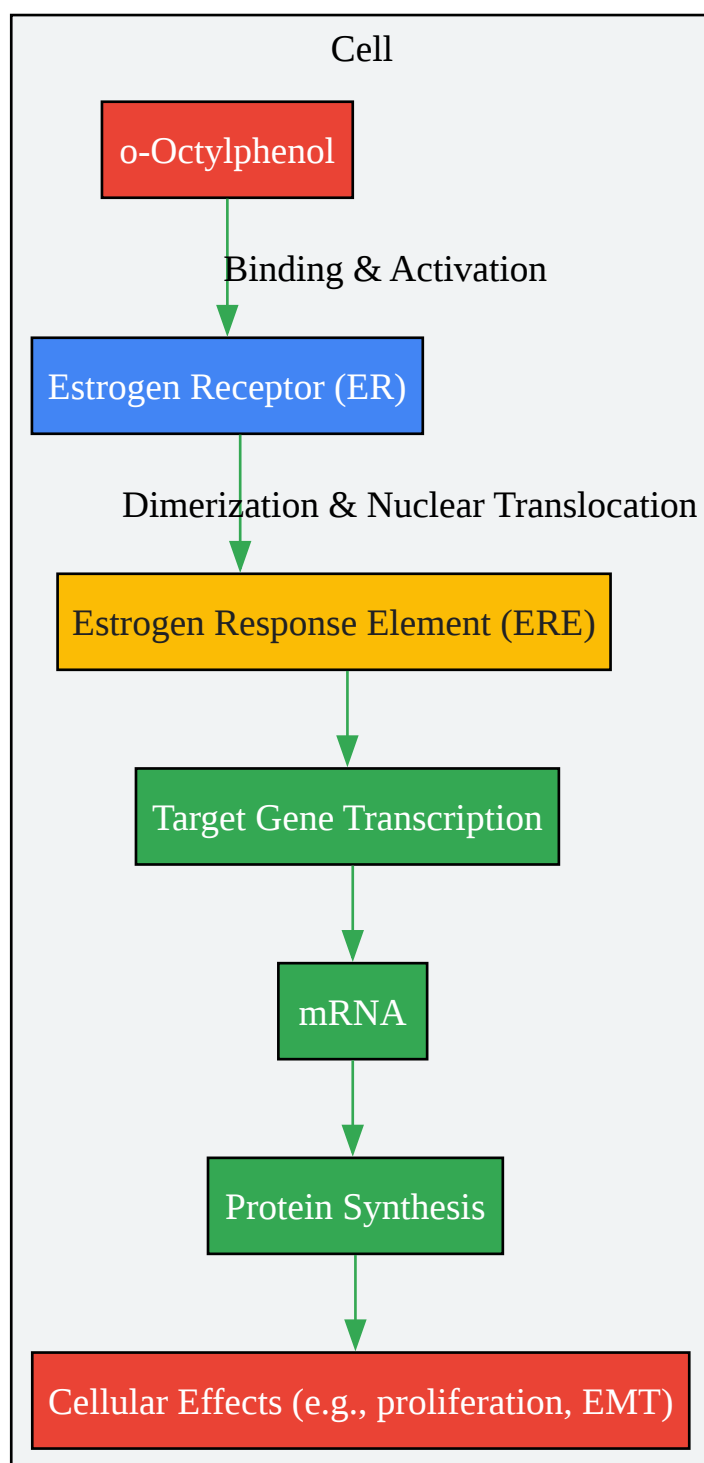 Cell
o-Octylphenol
Binding & Activation
Estrogen Receptor (ER)
Dimerization & Nuclear Translocation
Estrogen Response Element (ERE)
Target Gene Transcription
mRNA
Protein Synthesis
Cellular Effects (e.g., proliferation, EMT)